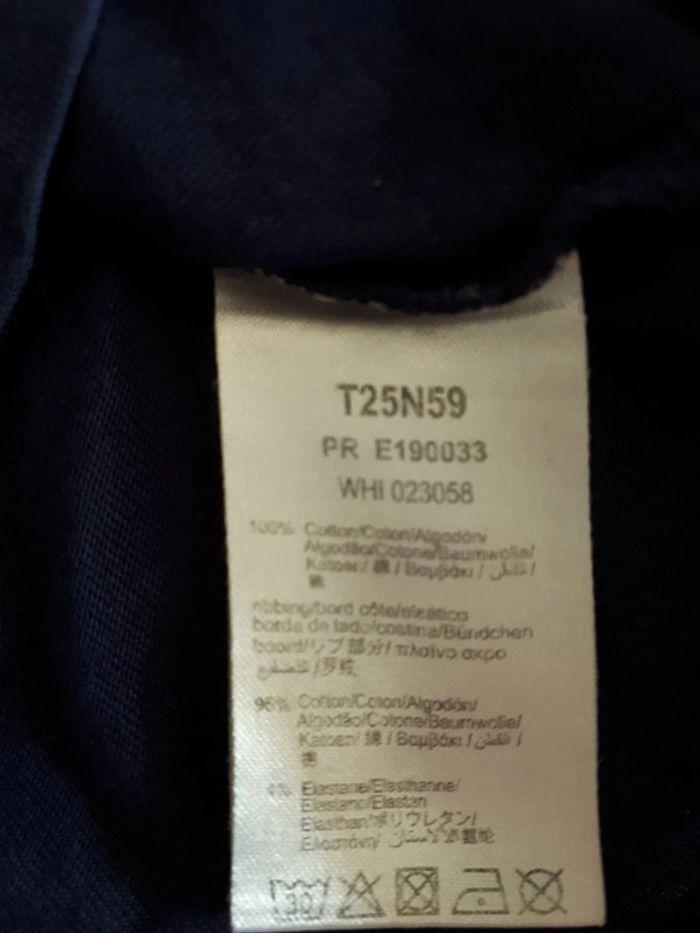 T25N59
PR E190033
WHI 023058
100% Cotton/Coton/Algodón/
Algodão/Cotone/Baumwolle/
Katoen/ 綿 / Βαμβάκι / قطن /
棉
ribbing/bord côte/elástico
borda de lado/costina/Bündchen
boord/リブ部分/ πλαϊνο ακρο
/罗纹
96% Cotton/Coton/Algodón/
Algodão/Cotone/Baumwolle/
Katoen/ 綿 / Βαμβάκι / قطن /
棉
4% Elastane/Elasthanne/
Elastano/Elastan
Elasthan/ポリウレタン/
Ελαστάνη/ 氨纶
30